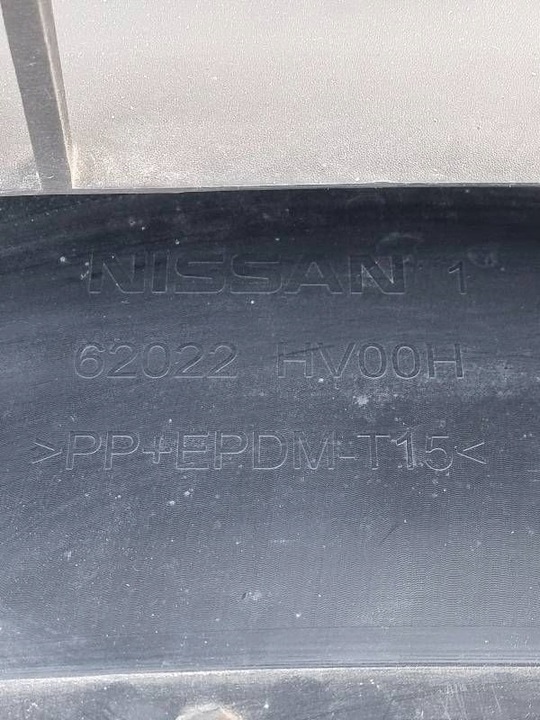 NISSAN 1
62022 HV00H
>PP+EPDM-T15<